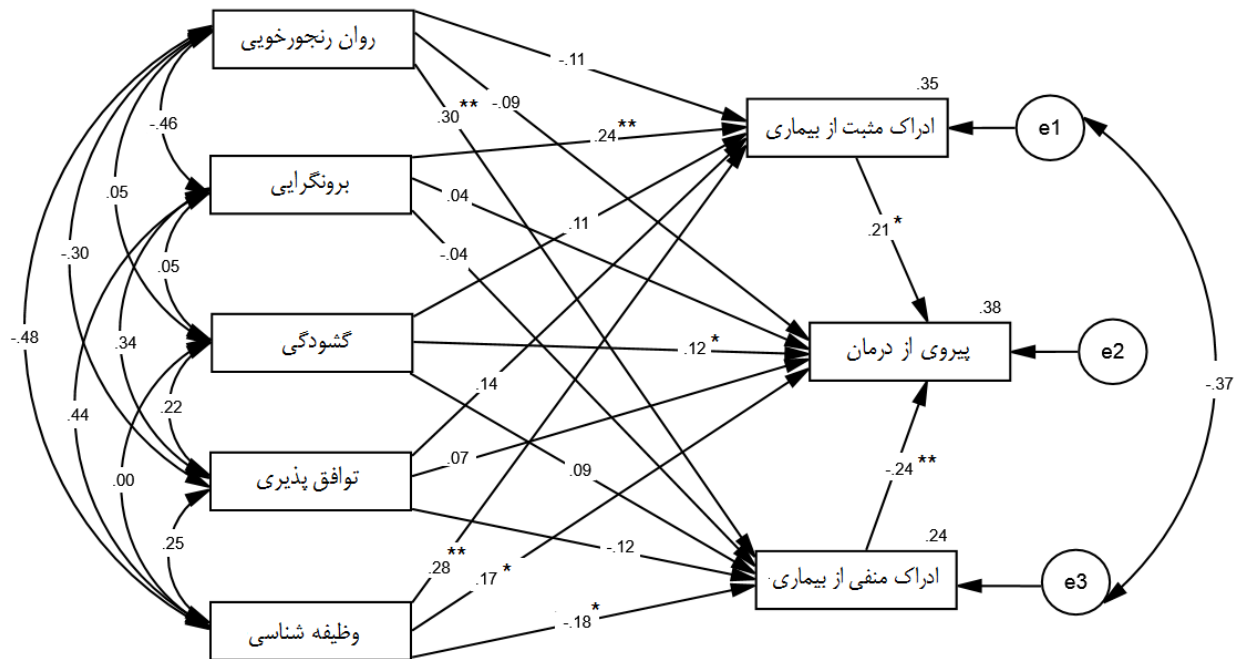 روان رنجورخویی
برونگرایی
گشودگی
توافق پذیری
وظیفه شناسی
ادراک مثبت از بیماری
پیروی از درمان
ادراک منفی از بیماری
e1
e2
e3
.35
.38
.24
-.11
-.09
.30**
.24**
.04
-.04
.11
.12*
.09
.14
.07
-.12
.28**
.17*
-.18*
.21*
-.24**
-.37
-.46
.05
-.30
-.48
.05
.34
.44
.22
.00
.25